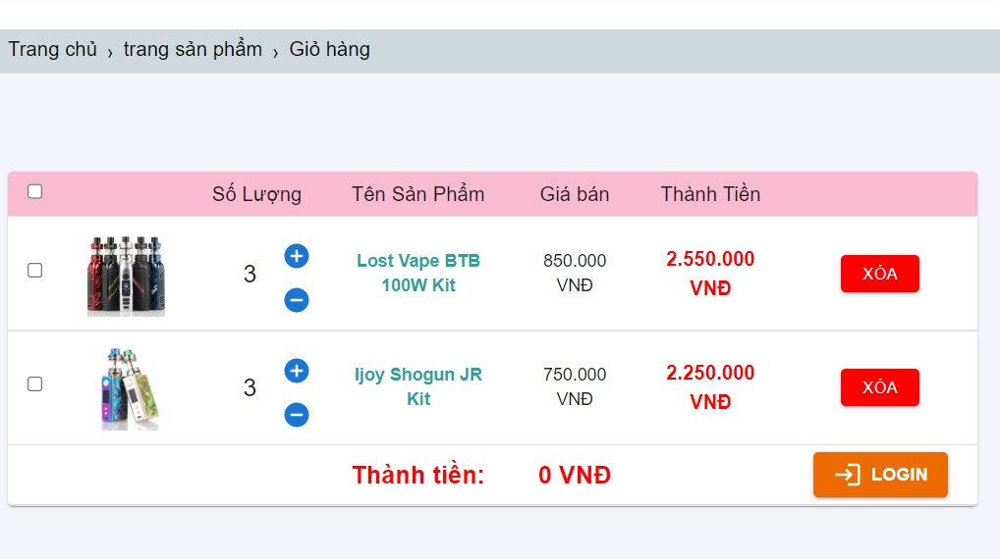 Trang chủ › trang sản phẩm › Giỏ hàng
Số Lượng Tên Sản Phẩm Giá bán Thành Tiền
3 Lost Vape BTB 100W Kit 850.000 VNĐ 2.550.000 VNĐ XÓA
3 Ijoy Shogun JR Kit 750.000 VNĐ 2.250.000 VNĐ XÓA
Thành tiền: 0 VNĐ LOGIN